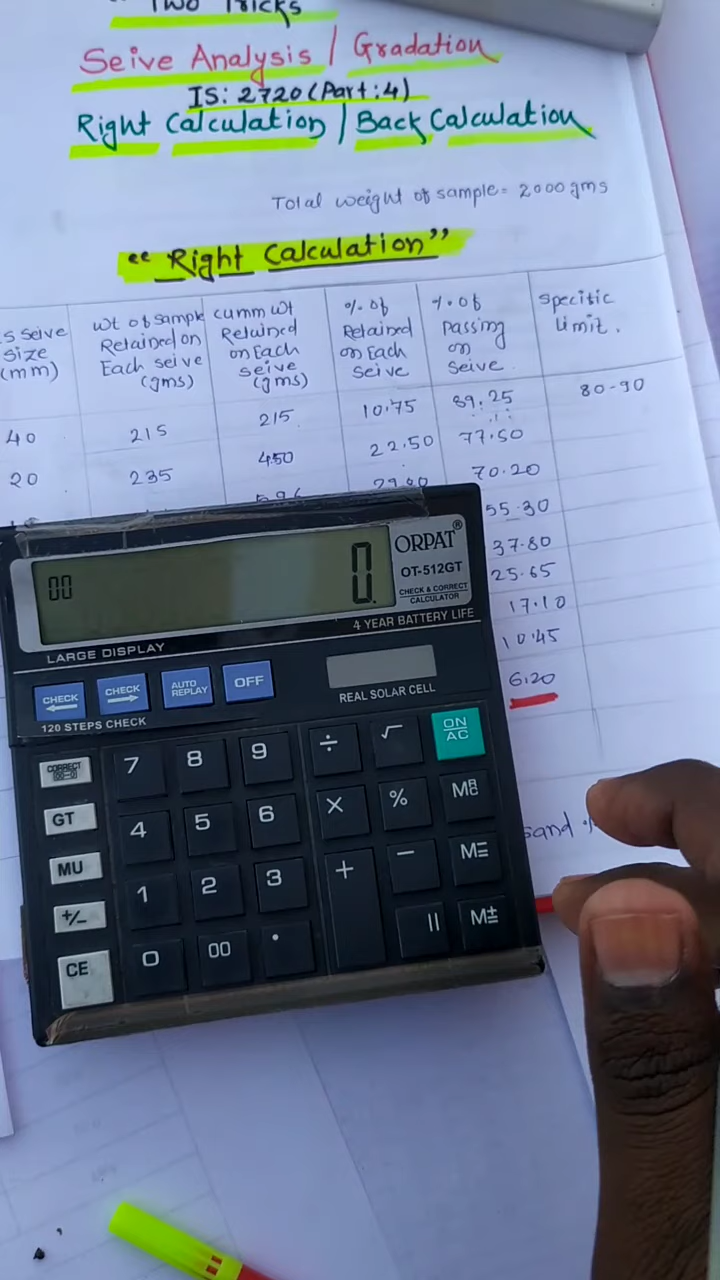 Two Tricks
Seive Analysis / Gradation
IS: 2720 (Part:4)
Right Calculation / Back Calculation
Total weight of sample = 2000 gms
"Right Calculation"
s Seive size (mm)
wt of sample Retained on Each seive (gms)
cumm wt Retained on Each seive (gms)
% of Retained on Each Seive
% of Passing on Seive
specific limit.
40 215 215 10.75 89.25 80-90
20 235 450 22.50 77.50
70.20
55.30
37.80
25.65
17.10
10.45
6.20
sand
00 0.
ORPAT®
OT-512GT
CHECK & CORRECT
CALCULATOR
LARGE DISPLAY
4 YEAR BATTERY LIFE
CHECK ← CHECK → AUTO REPLAY OFF
REAL SOLAR CELL
120 STEPS CHECK
CORRECT 7 8 9 ÷ √ ON AC
GT 4 5 6 X %
MU 1 2 3 + −
+/− 0 00 . M±
CE